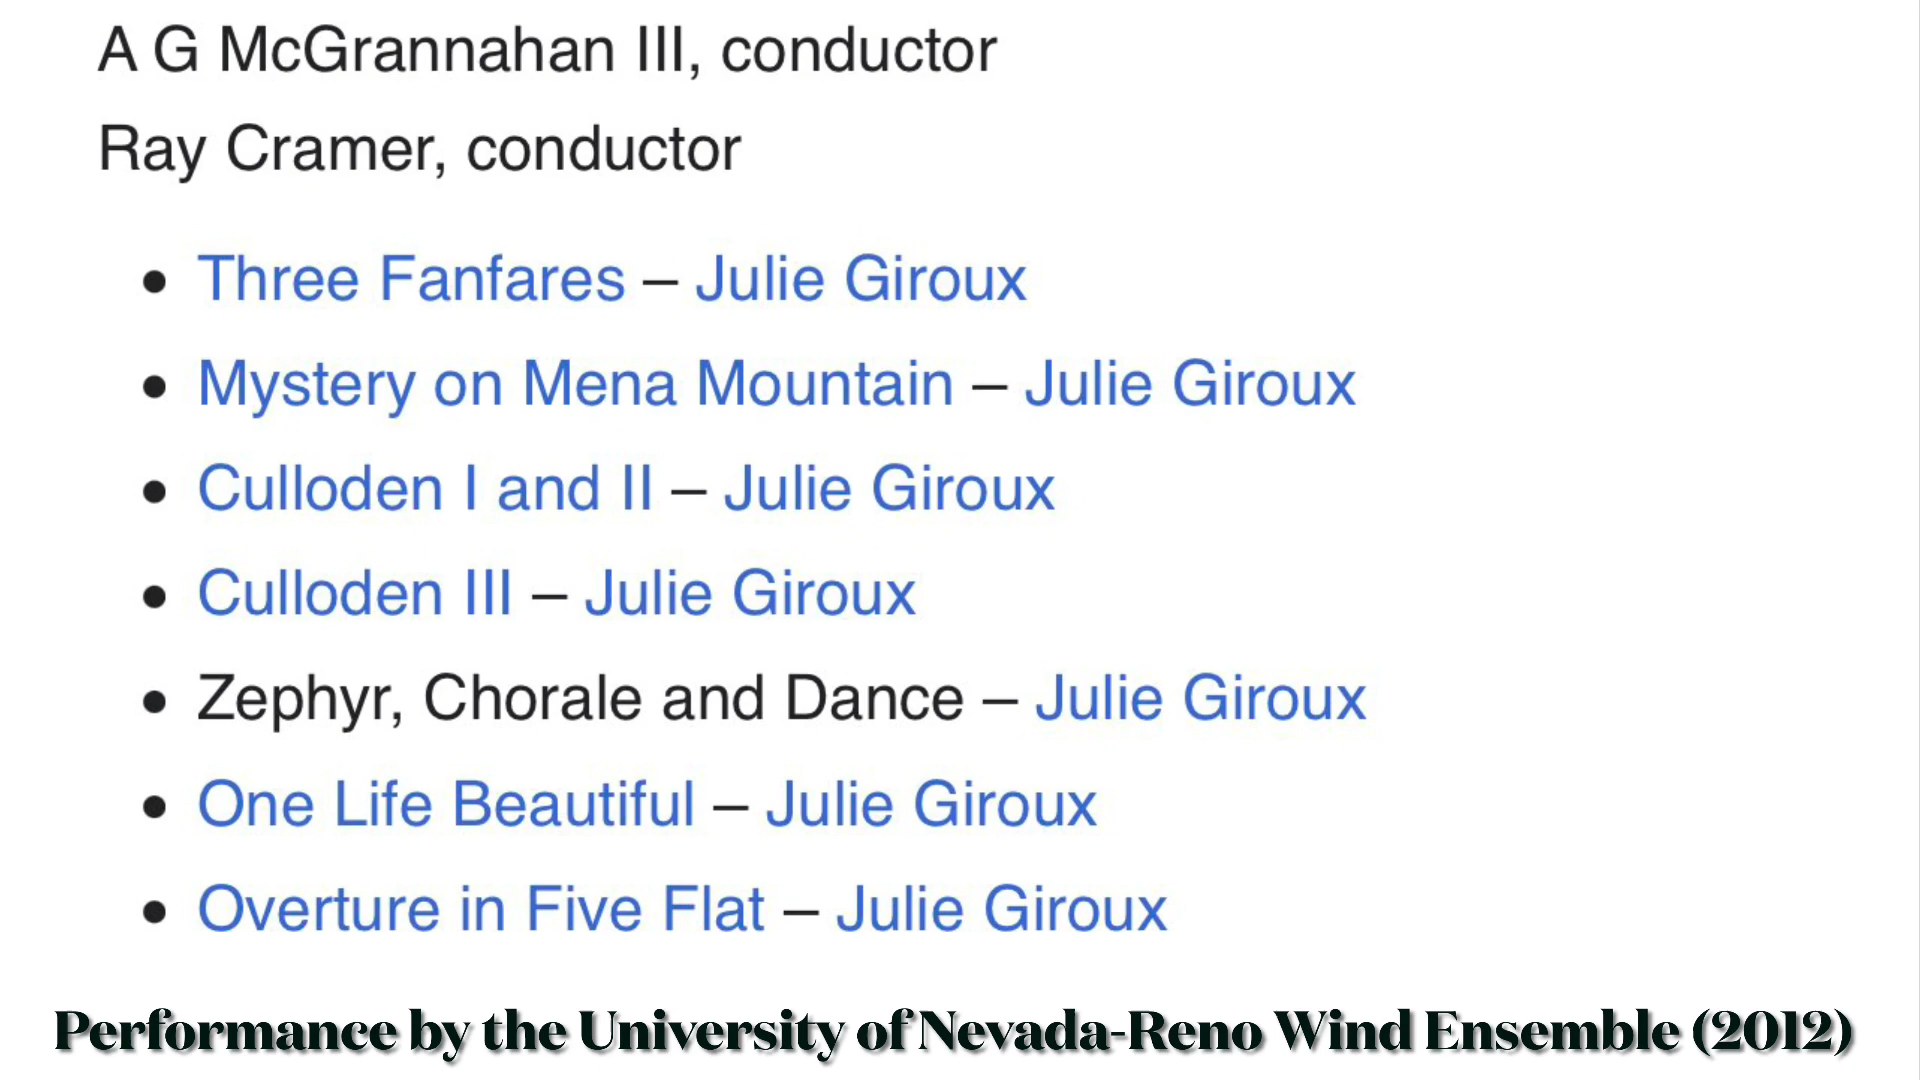 A G McGrannahan III, conductor
Ray Cramer, conductor
• Three Fanfares – Julie Giroux
• Mystery on Mena Mountain – Julie Giroux
• Culloden I and II – Julie Giroux
• Culloden III – Julie Giroux
• Zephyr, Chorale and Dance – Julie Giroux
• One Life Beautiful – Julie Giroux
• Overture in Five Flat – Julie Giroux
Performance by the University of Nevada-Reno Wind Ensemble (2012)